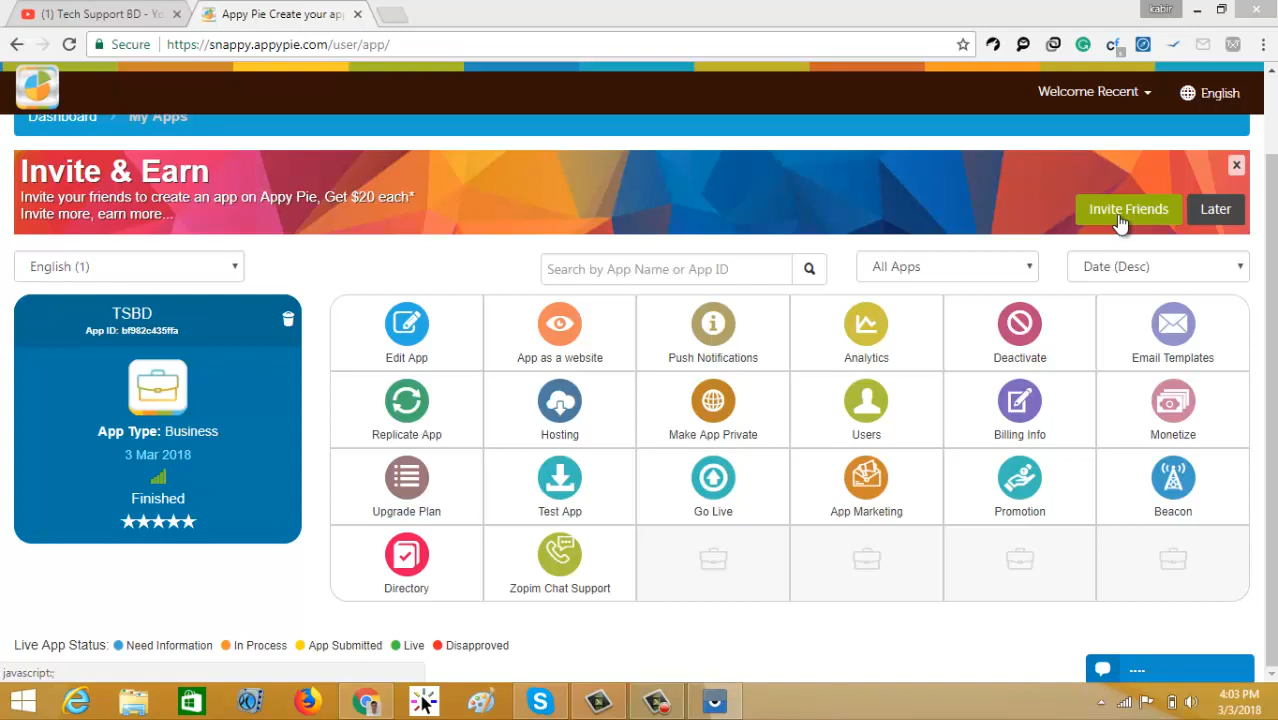 (1) Tech Support BD - Yo
Appy Pie Create your app
kabir
Secure
https://snappy.appypie.com/user/app/
Welcome Recent
English
Dashboard
My Apps
Invite & Earn
Invite your friends to create an app on Appy Pie, Get $20 each*
Invite more, earn more...
Invite Friends
Later
English (1)
Search by App Name or App ID
All Apps
Date (Desc)
TSBD
App ID: bf982c435ffa
App Type: Business
3 Mar 2018
Finished
Edit App
App as a website
Push Notifications
Analytics
Deactivate
Email Templates
Replicate App
Hosting
Make App Private
Users
Billing Info
Monetize
Upgrade Plan
Test App
Go Live
App Marketing
Promotion
Beacon
Directory
Zopim Chat Support
Live App Status: Need Information In Process App Submitted Live Disapproved
javascript:;
----
4:03 PM
3/3/2018